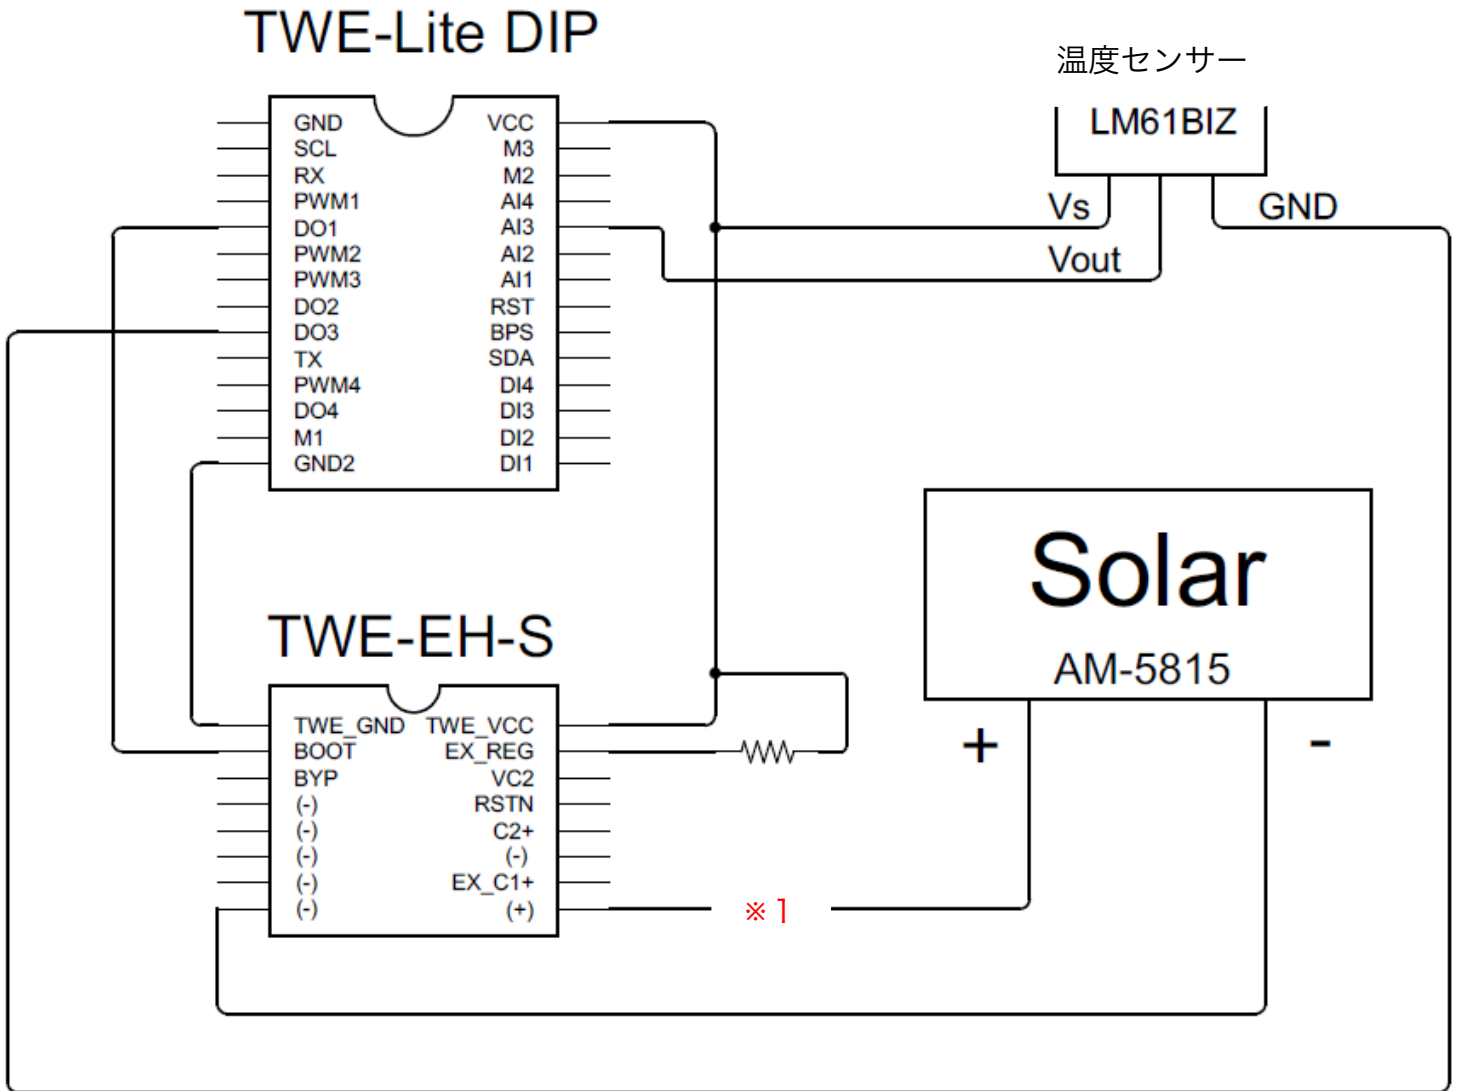 TWE-Lite DIP
温度センサー
LM61BIZ
GND VCC
SCL M3
RX M2
PWM1 AI4
DO1 AI3
PWM2 AI2
PWM3 AI1
DO2 RST
DO3 BPS
TX SDA
PWM4 DI4
DO4 DI3
M1 DI2
GND2 DI1
Vs GND
Vout
Solar
AM-5815
+ -
TWE-EH-S
TWE_GND TWE_VCC
BOOT EX_REG
BYP VC2
(-) RSTN
(-) C2+
(-) (-)
(-) EX_C1+
(-) (+)
※1